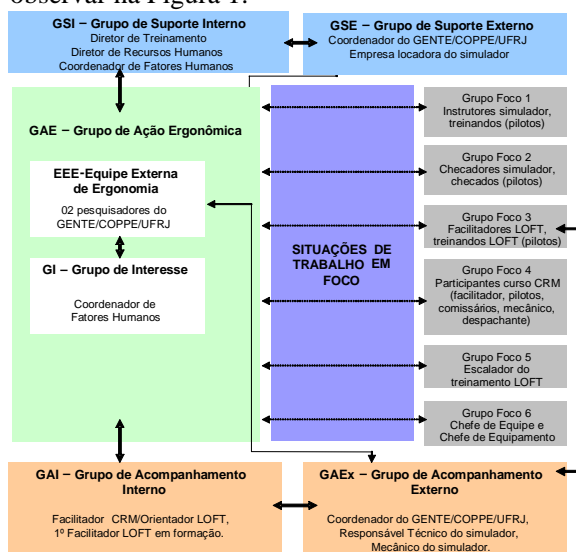 observar na Figura 1.
GSI – Grupo de Suporte Interno
Diretor de Treinamento
Diretor de Recursos Humanos
Coordenador de Fatores Humanos
GSE – Grupo de Suporte Externo
Coordenador do GENTE/COPPE/UFRJ
Empresa locadora do simulador
GAE – Grupo de Ação Ergonômica
EEE-Equipe Externa
de Ergonomia
02 pesquisadores do
GENTE/COPPE/UFRJ
GI – Grupo de Interesse
Coordenador de
Fatores Humanos
SITUAÇÕES DE
TRABALHO EM
FOCO
Grupo Foco 1
Instrutores simulador,
treinandos (pilotos)
Grupo Foco 2
Checadores simulador,
checados (pilotos)
Grupo Foco 3
Facilitadores LOFT,
treinandos LOFT (pilotos)
Grupo Foco 4
Participantes curso CRM
(facilitador, pilotos,
comissários, mecânico,
despachante)
Grupo Foco 5
Escalador do
treinamento LOFT
Grupo Foco 6
Chefe de Equipe e
Chefe de Equipamento
GAI – Grupo de Acompanhamento
Interno
Facilitador CRM/Orientador LOFT,
1º Facilitador LOFT em formação.
GAEx – Grupo de Acompanhamento
Externo
Coordenador do GENTE/COPPE/UFRJ,
Responsável Técnico do simulador,
Mecânico do simulador.